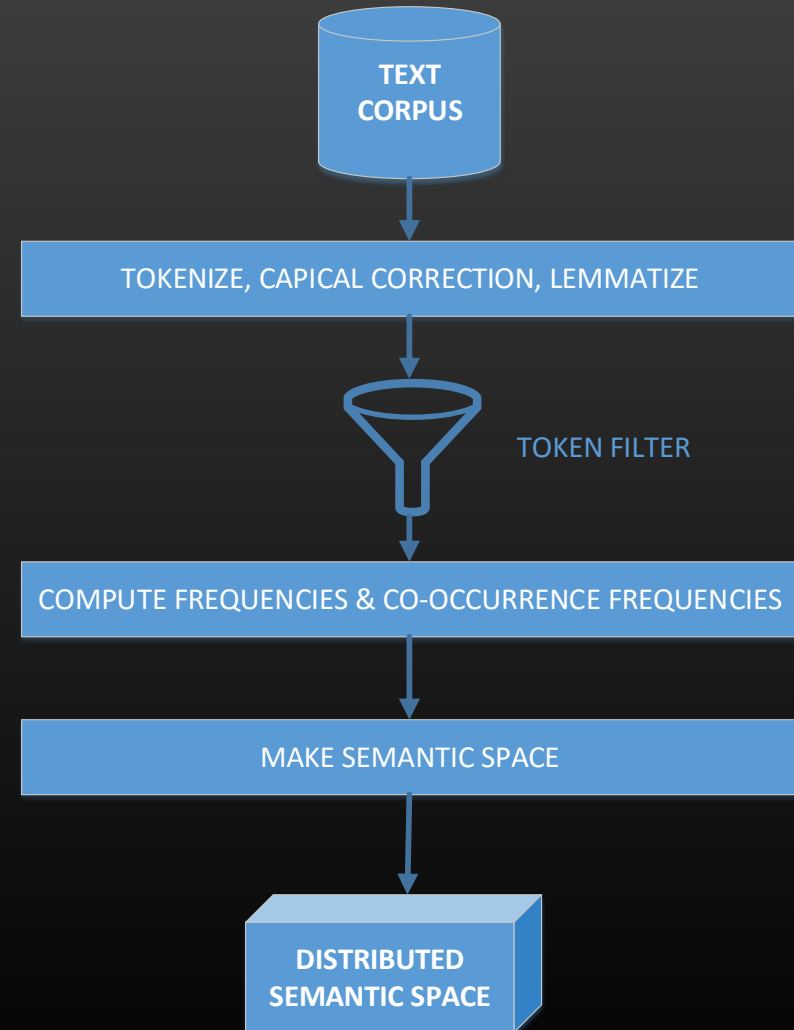 TEXT
CORPUS
TOKENIZE, CAPICAL CORRECTION, LEMMATIZE
TOKEN FILTER
COMPUTE FREQUENCIES & CO-OCCURRENCE FREQUENCIES
MAKE SEMANTIC SPACE
DISTRIBUTED
SEMANTIC SPACE